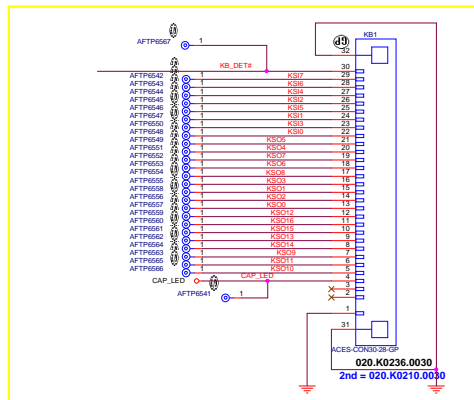 KB1
GP
AFTP6567 1 32
KB_DET# 30
AFTP6542 1 KSI7 29
AFTP6543 1 KSI6 28
AFTP6544 1 KSI4 27
AFTP6545 1 KSI2 26
AFTP6546 1 KSI5 25
AFTP6547 1 KSI1 24
AFTP6550 1 KSI3 23
AFTP6548 1 KSI0 22
AFTP6549 1 KSO5 21
AFTP6551 1 KSO4 20
AFTP6552 1 KSO7 19
AFTP6553 1 KSO6 18
AFTP6554 1 KSO8 17
AFTP6555 1 KSO3 16
AFTP6558 1 KSO1 15
AFTP6556 1 KSO2 14
AFTP6557 1 KSO0 13
AFTP6559 1 KSO12 12
AFTP6560 1 KSO16 11
AFTP6561 1 KSO15 10
AFTP6562 1 KSO13 9
AFTP6564 1 KSO14 8
AFTP6563 1 KSO9 7
AFTP6565 1 KSO11 6
AFTP6566 1 KSO10 5
CAP_LED CAP_LED 4
3
AFTP6541 1 2
1
31
ACES-CON30-28-GP
020.K0236.0030
2nd = 020.K0210.0030